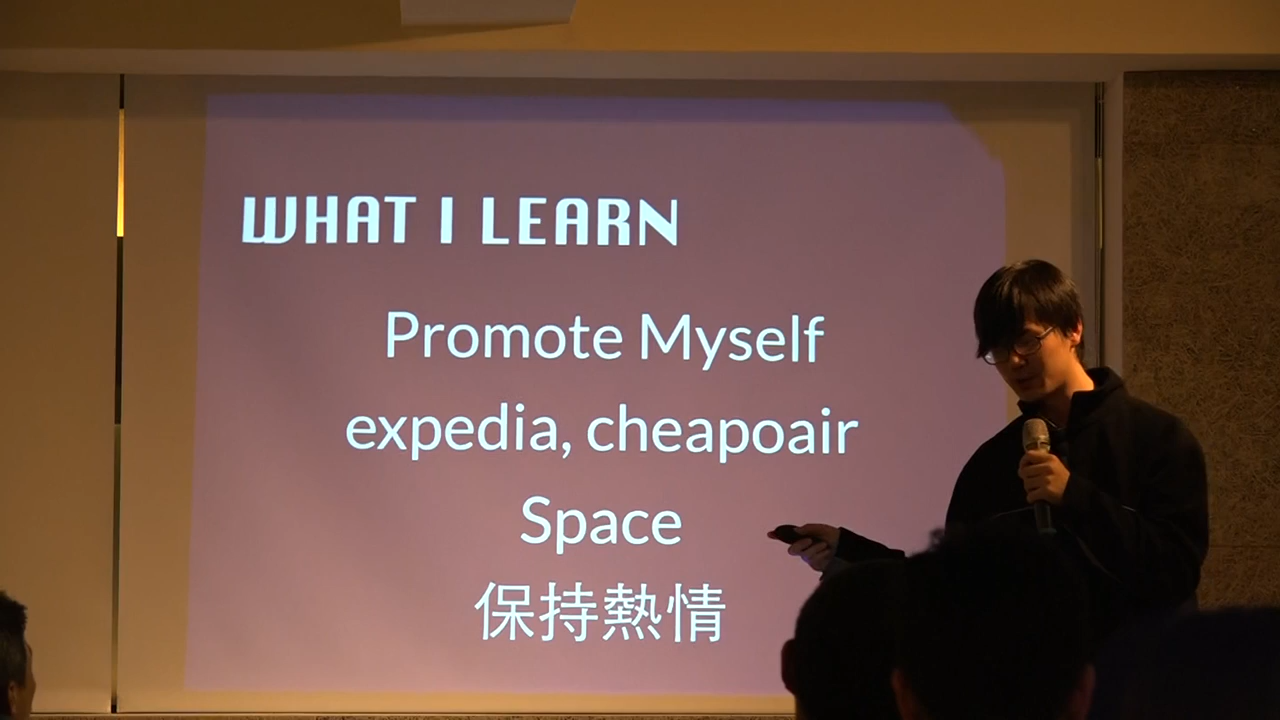 WHAT I LEARN
Promote Myself
expedia, cheapoair
Space
保持熱情